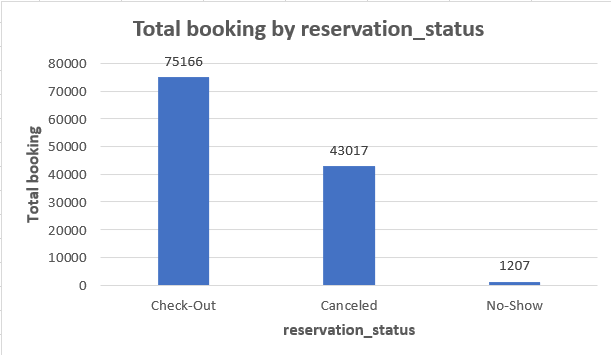 Total booking by reservation_status
Total booking
80000
70000
60000
50000
40000
30000
20000
10000
0
75166
43017
1207
Check-Out
Canceled
No-Show
reservation_status